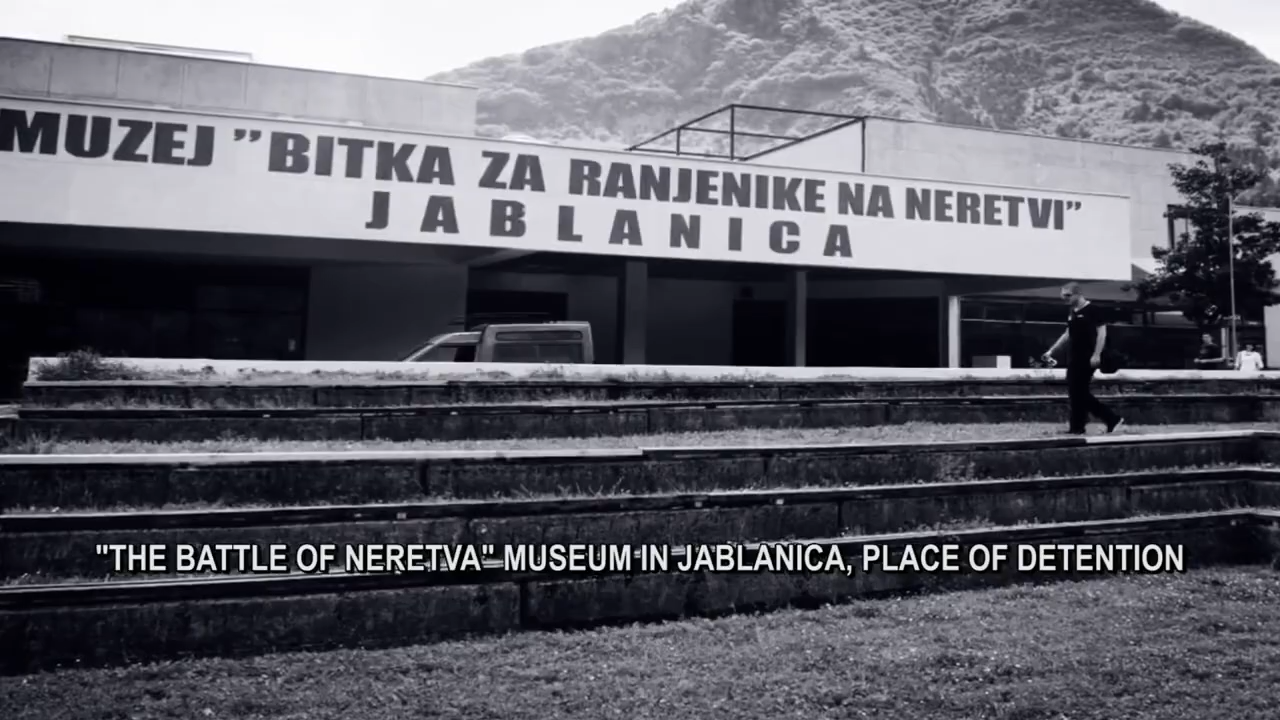 MUZEJ "BITKA ZA RANJENIKE NA NERETVI"
JABLANICA
"THE BATTLE OF NERETVA" MUSEUM IN JABLANICA, PLACE OF DETENTION